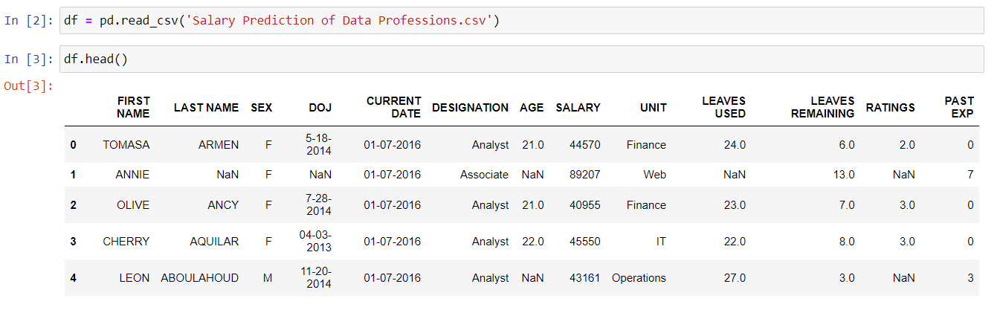 In [2]: df = pd.read_csv('Salary Prediction of Data Professions.csv')
In [3]: df.head()
Out[3]:
FIRST NAME LAST NAME SEX DOJ CURRENT DATE DESIGNATION AGE SALARY UNIT LEAVES USED LEAVES REMAINING RATINGS PAST EXP
0 TOMASA ARMEN F 5-18-2014 01-07-2016 Analyst 21.0 44570 Finance 24.0 6.0 2.0 0
1 ANNIE NaN F NaN 01-07-2016 Associate NaN 89207 Web NaN 13.0 NaN 7
2 OLIVE ANCY F 7-28-2014 01-07-2016 Analyst 21.0 40955 Finance 23.0 7.0 3.0 0
3 CHERRY AQUILAR F 04-03-2013 01-07-2016 Analyst 22.0 45550 IT 22.0 8.0 3.0 0
4 LEON ABOULAHOUD M 11-20-2014 01-07-2016 Analyst NaN 43161 Operations 27.0 3.0 NaN 3